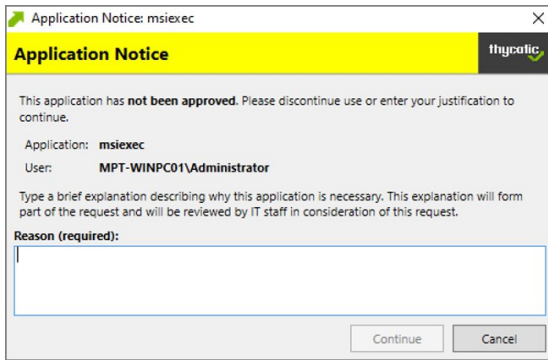 Application Notice: msiexec
Application Notice
thycotic
This application has not been approved. Please discontinue use or enter your justification to
continue.
Application: msiexec
User: MPT-WINPC01\Administrator
Type a brief explanation describing why this application is necessary. This explanation will form
part of the request and will be reviewed by IT staff in consideration of this request.
Reason (required):
Continue
Cancel